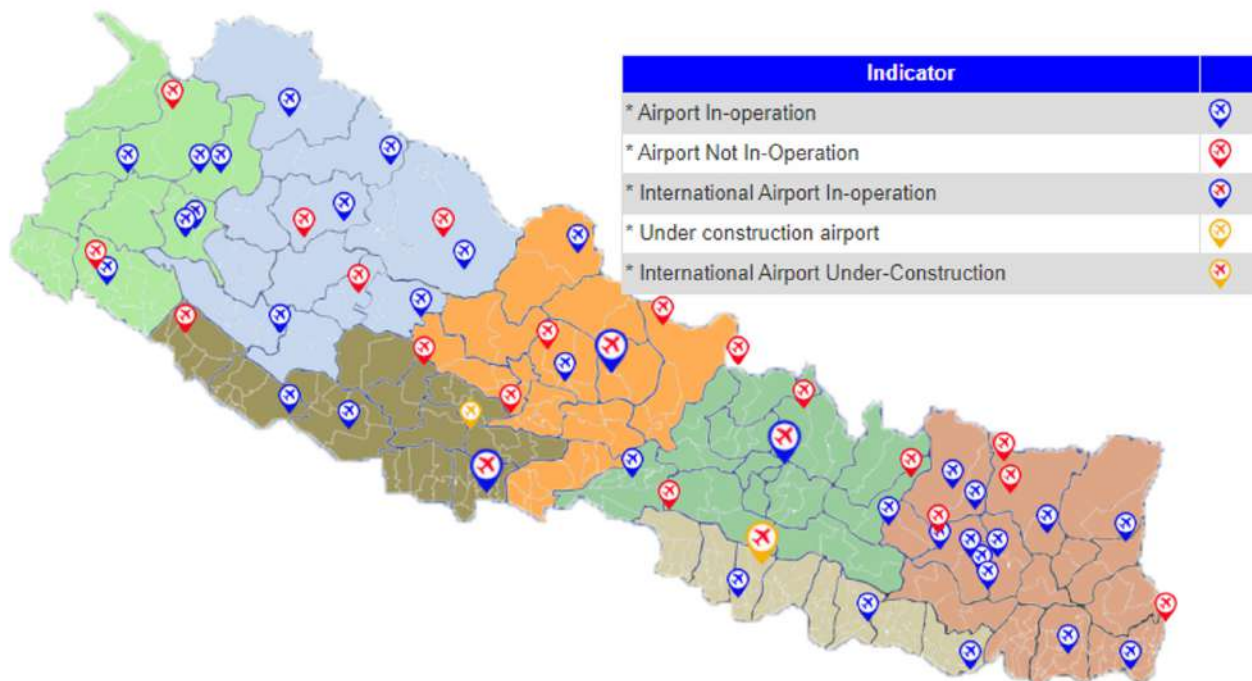 Indicator
* Airport In-operation
* Airport Not In-Operation
* International Airport In-operation
* Under construction airport
* International Airport Under-Construction